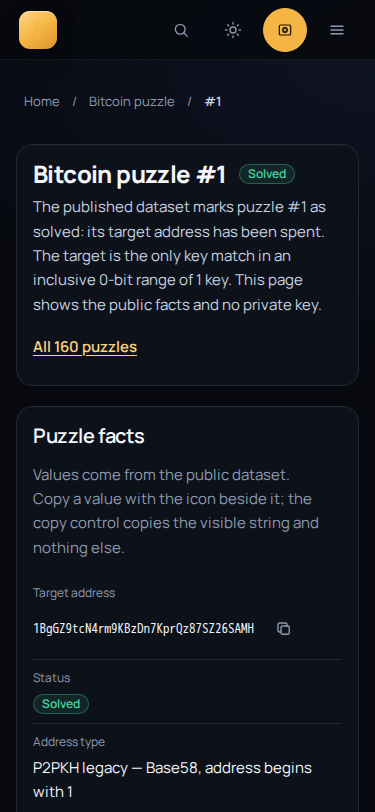 Home / Bitcoin puzzle / #1
Bitcoin puzzle #1 Solved
The published dataset marks puzzle #1 as
solved: its target address has been spent.
The target is the only key match in an
inclusive 0-bit range of 1 key. This page
shows the public facts and no private key.
All 160 puzzles
Puzzle facts
Values come from the public dataset.
Copy a value with the icon beside it; the
copy control copies the visible string and
nothing else.
Target address
1BgGZ9tcN4rm9KBzDn7KprQz87SZ26SAMH
Status
Solved
Address type
P2PKH legacy — Base58, address begins
with 1